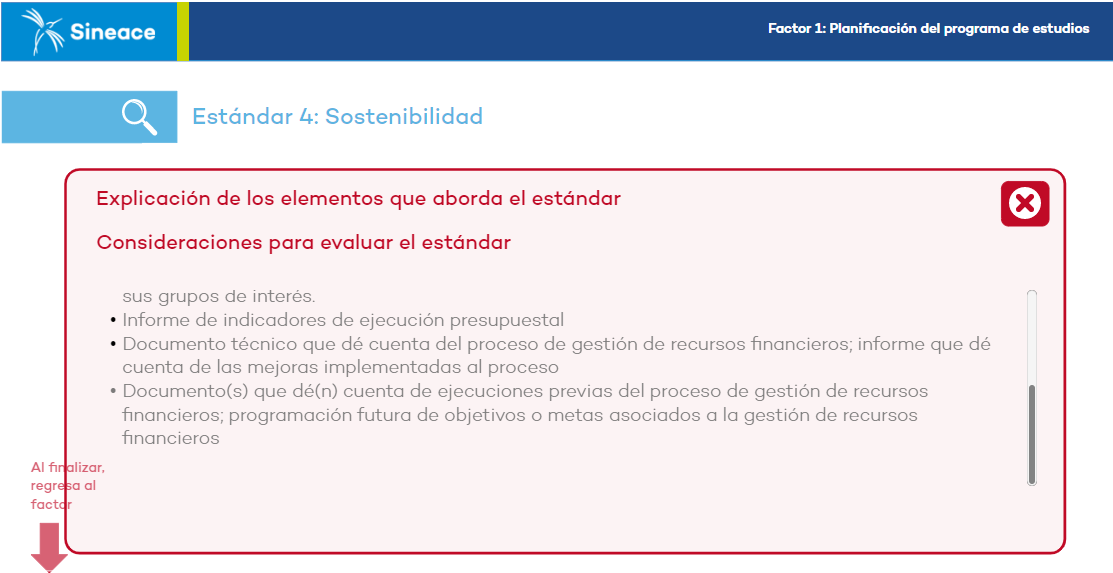 Sineace
Factor 1: Planificación del programa de estudios
Estándar 4: Sostenibilidad
Explicación de los elementos que aborda el estándar
Consideraciones para evaluar el estándar
sus grupos de interés.
• Informe de indicadores de ejecución presupuestal
• Documento técnico que dé cuenta del proceso de gestión de recursos financieros; informe que dé
cuenta de las mejoras implementadas al proceso
• Documento(s) que dé(n) cuenta de ejecuciones previas del proceso de gestión de recursos
financieros; programación futura de objetivos o metas asociados a la gestión de recursos
financieros
Al finalizar,
regresa al
factor